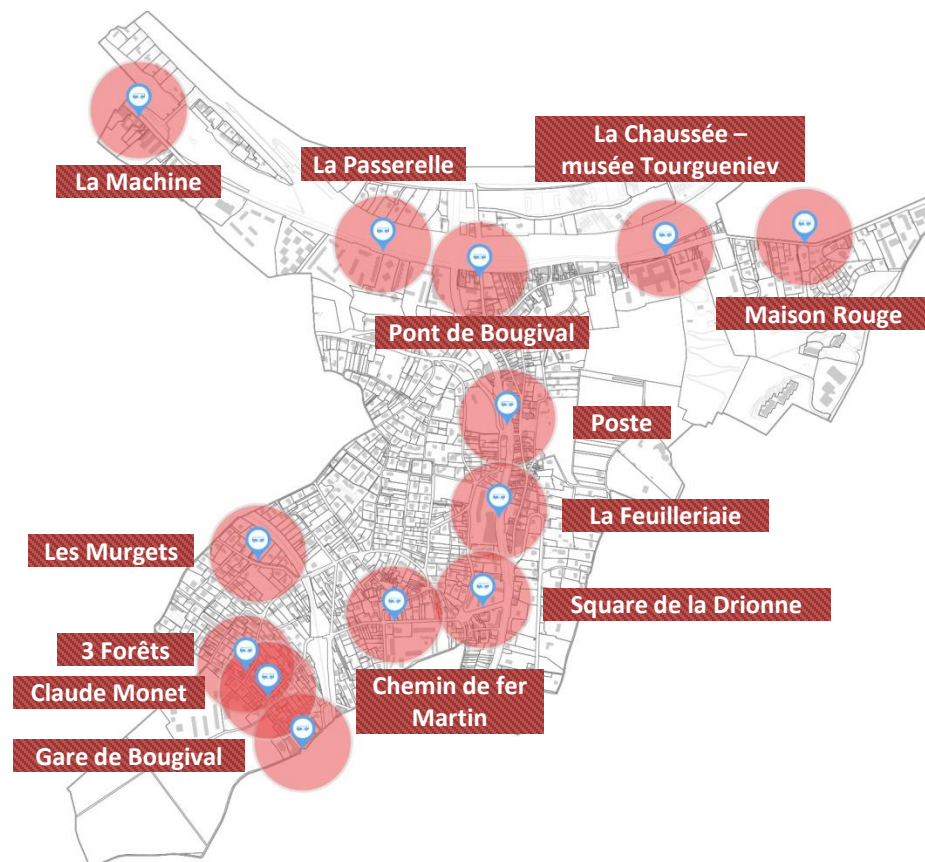 La Chaussée –
musée Tourgueniev
La Passerelle
La Machine
Maison Rouge
Pont de Bougival
Poste
La Feuilleriaie
Les Murgets
Square de la Drionne
3 Forêts
Claude Monet
Chemin de fer
Martin
Gare de Bougival